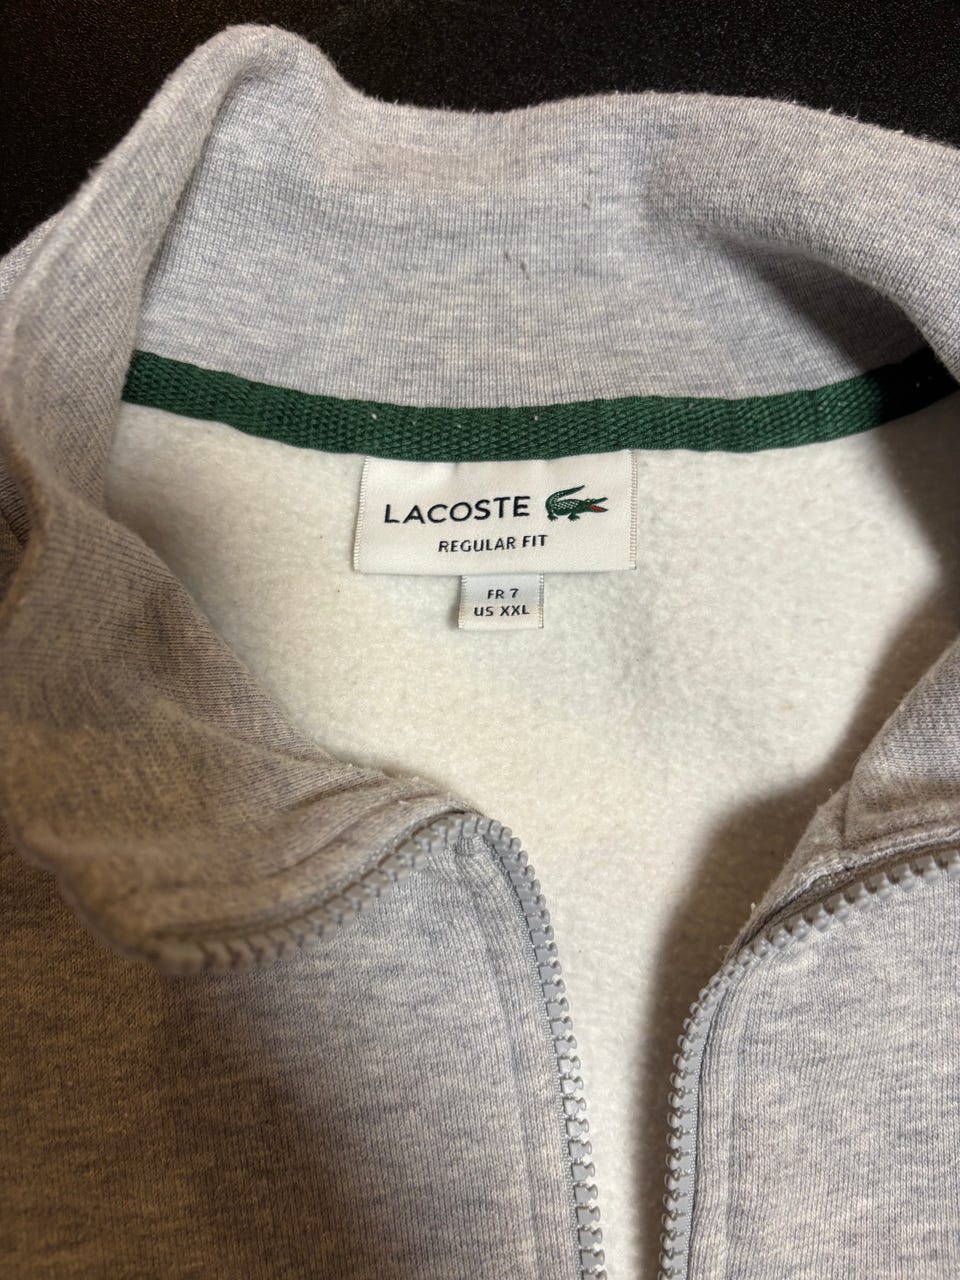 LACOSTE
REGULAR FIT
FR 7
US XXL